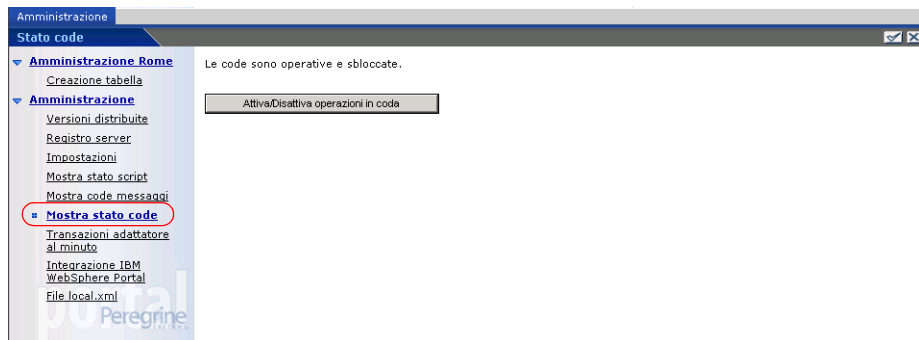 Amministrazione
Stato code
Amministrazione Rome
Creazione tabella
Amministrazione
Versioni distribuite
Registro server
Impostazioni
Mostra stato script
Mostra code messaggi
Mostra stato code
Transazioni adattatore
al minuto
Integrazione IBM
WebSphere Portal
File local.xml
portal
Peregrine
Le code sono operative e sbloccate.
Attiva/Disattiva operazioni in coda